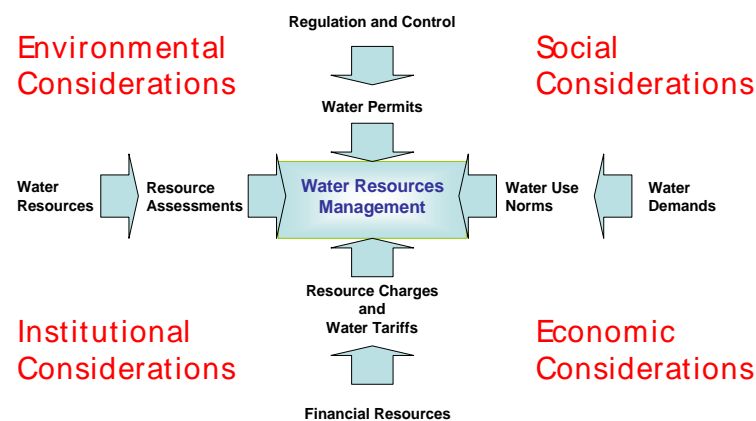 Regulation and Control
Environmental
Considerations
Social
Considerations
Water Permits
Water
Resources
Resource
Assessments
Water Resources
Management
Water Use
Norms
Water
Demands
Resource Charges
and
Water Tariffs
Institutional
Considerations
Economic
Considerations
Financial Resources